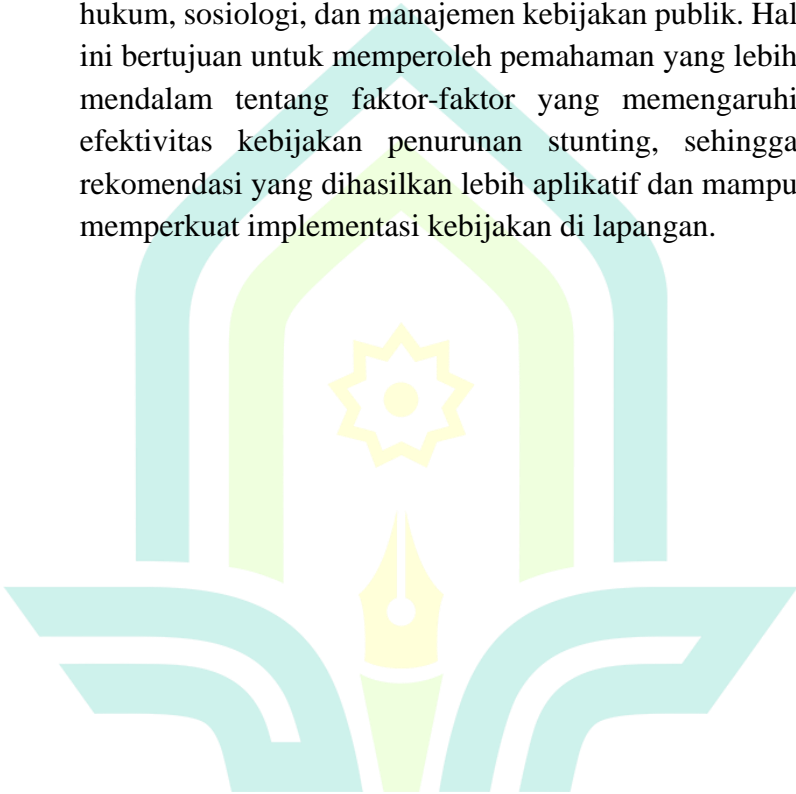 hukum, sosiologi, dan manajemen kebijakan publik. Hal
ini bertujuan untuk memperoleh pemahaman yang lebih
mendalam tentang faktor-faktor yang memengaruhi
efektivitas kebijakan penurunan stunting, sehingga
rekomendasi yang dihasilkan lebih aplikatif dan mampu
memperkuat implementasi kebijakan di lapangan.